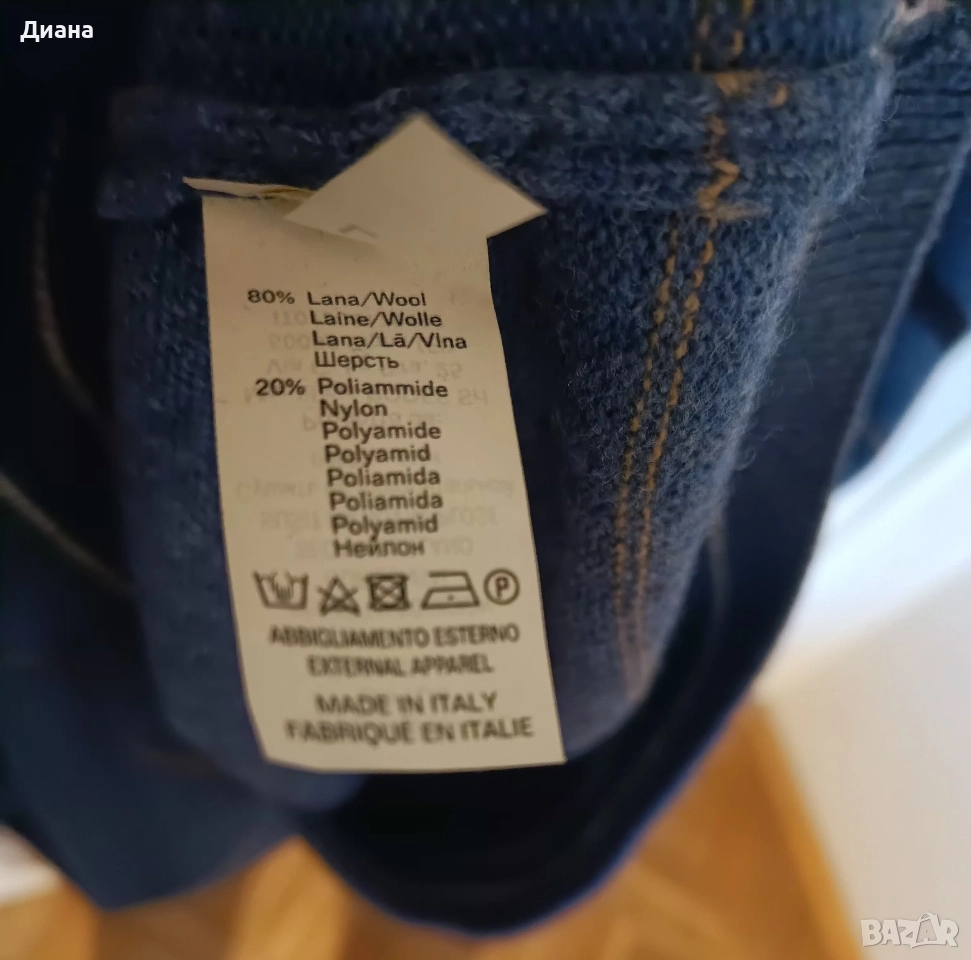 Диана
80% Lana/Wool
Laine/Wolle
Lana/Lã/Vlna
Шерсть
20% Poliammide
Nylon
Polyamide
Polyamid
Poliamida
Poliamida
Polyamid
Нейлон
P
ABBIGLIAMENTO ESTERNO
EXTERNAL APPAREL
MADE IN ITALY
FABRIQUÉ EN ITALIE
BAZAR